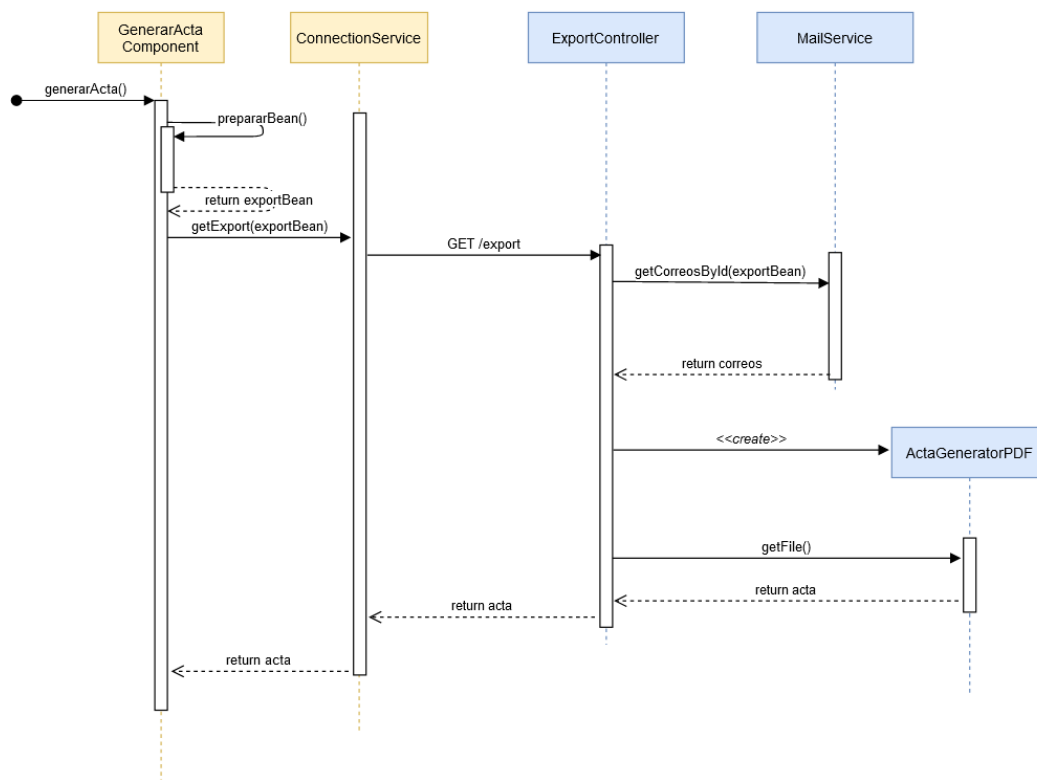 GenerarActa
Component
ConnectionService
ExportController
MailService
generarActa()
prepararBean()
return exportBean
getExport(exportBean)
GET /export
getCorreosById(exportBean)
return correos
<<create>>
ActaGeneratorPDF
getFile()
return acta
return acta
return acta